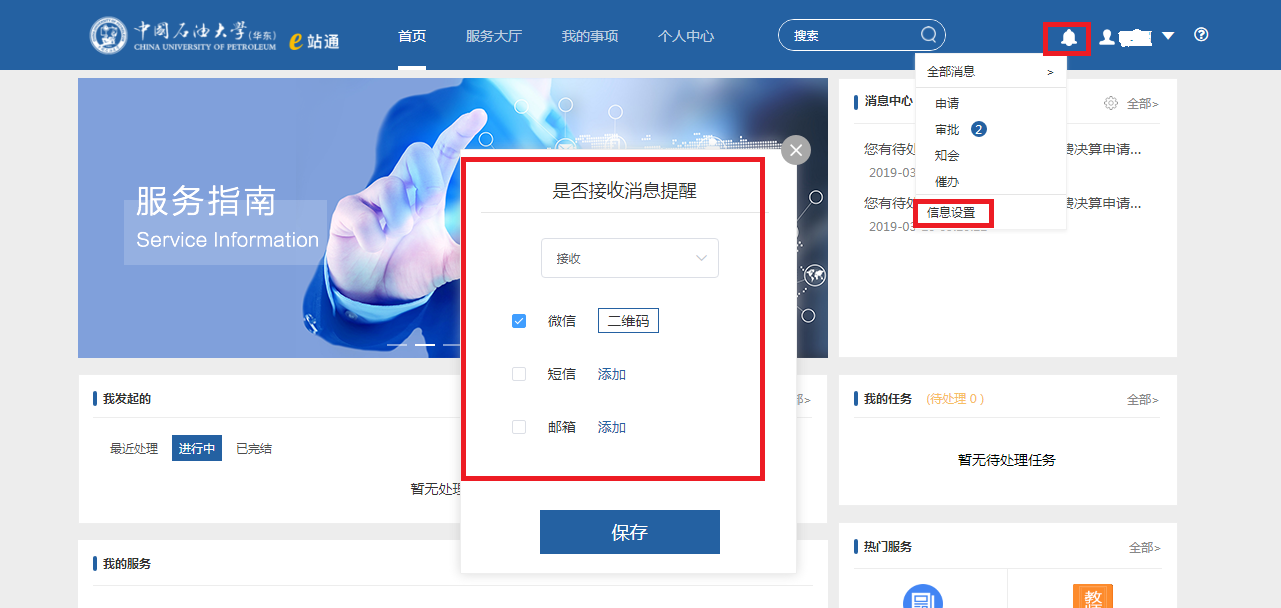 中国石油大学(华东)
CHINA UNIVERSITY OF PETROLEUM
e站通
首页
服务大厅
我的事项
个人中心
搜索
全部消息 >
申请
审批 2
知会
催办
信息设置
服务指南
Service Information
消息中心
全部>
您有待处
费决算申请...
2019-03
您有待处
费决算申请...
2019-03
是否接收消息提醒
接收
微信 二维码
短信 添加
邮箱 添加
保存
我发起的
部>
最近处理 进行中 已完结
暂无处理
我的任务 (待处理 0 ) 全部>
暂无待处理任务
我的服务
热门服务 全部>
教